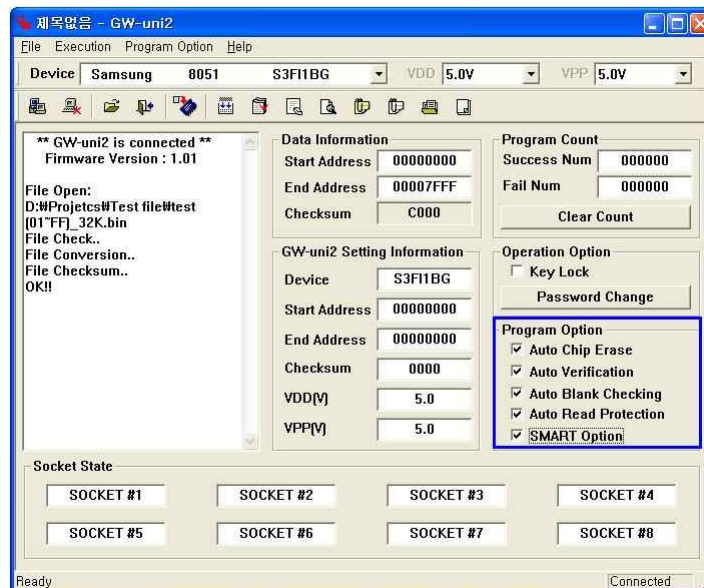 제목없음 - GW-uni2
File Execution Program Option Help
Device Samsung 8051 S3FI1BG VDD 5.0V VPP 5.0V
** GW-uni2 is connected **
Firmware Version : 1.01
File Open:
D:₩Projetcs₩Test file₩test
(01~FF)_32K.bin
File Check..
File Conversion..
File Checksum..
OK!!
Data Information
Start Address 00000000
End Address 00007FFF
Checksum C000
GW-uni2 Setting Information
Device S3FI1BG
Start Address 00000000
End Address 00000000
Checksum 0000
VDD(V) 5.0
VPP(V) 5.0
Program Count
Success Num 000000
Fail Num 000000
Clear Count
Operation Option
Key Lock
Password Change
Program Option
Auto Chip Erase
Auto Verification
Auto Blank Checking
Auto Read Protection
SMART Option
Socket State
SOCKET #1 SOCKET #2 SOCKET #3 SOCKET #4
SOCKET #5 SOCKET #6 SOCKET #7 SOCKET #8
Ready Connected